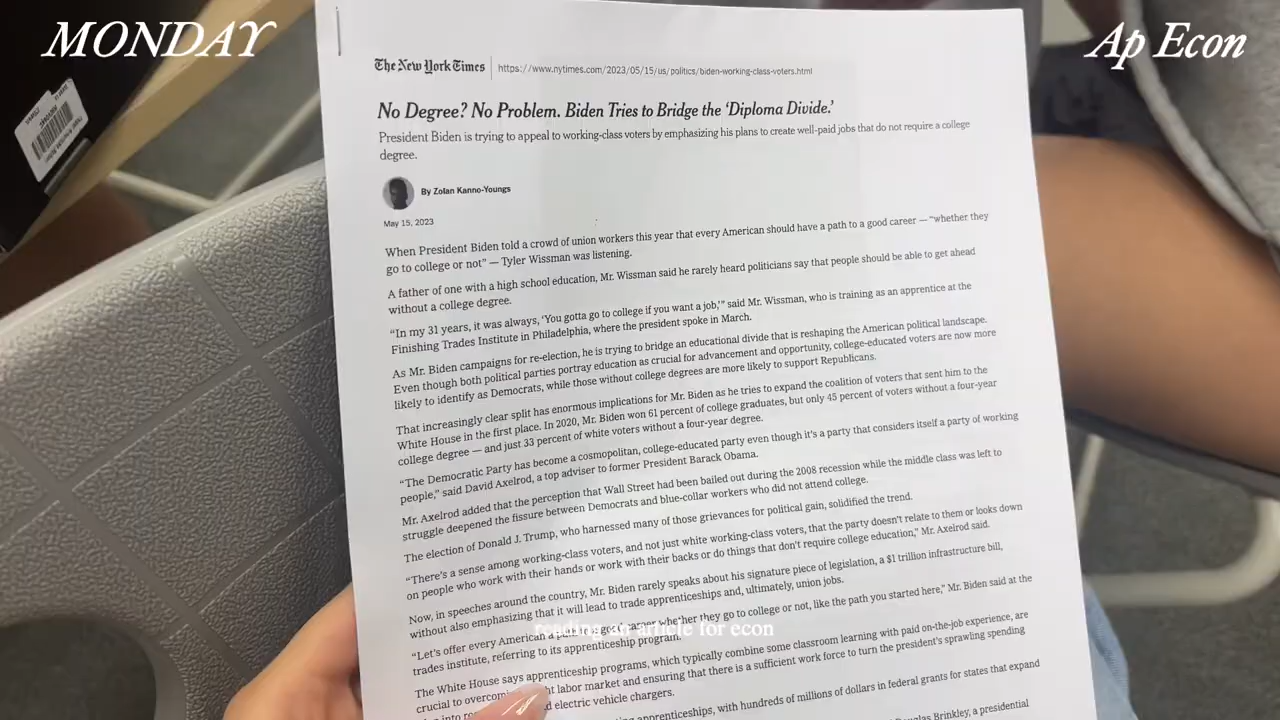 MONDAY
Ap Econ
The New York Times
https://www.nytimes.com/2023/05/15/us/politics/biden-working-class-voters.html
No Degree? No Problem. Biden Tries to Bridge the ‘Diploma Divide.’
President Biden is trying to appeal to working-class voters by emphasizing his plans to create well-paid jobs that do not require a college
degree.
By Zolan Kanno-Youngs
May 15, 2023
When President Biden told a crowd of union workers this year that every American should have a path to a good career — “whether they
go to college or not” — Tyler Wissman was listening.
A father of one with a high school education, Mr. Wissman said he rarely heard politicians say that people should be able to get ahead
without a college degree.
“In my 31 years, it was always, ‘You gotta go to college if you want a job,’” said Mr. Wissman, who is training as an apprentice at the
Finishing Trades Institute in Philadelphia, where the president spoke in March.
As Mr. Biden campaigns for re-election, he is trying to bridge an educational divide that is reshaping the American political landscape.
Even though both political parties portray education as crucial for advancement and opportunity, college-educated voters are now more
likely to identify as Democrats, while those without college degrees are more likely to support Republicans.
That increasingly clear split has enormous implications for Mr. Biden as he tries to expand the coalition of voters that sent him to the
White House in the first place. In 2020, Mr. Biden won 61 percent of college graduates, but only 45 percent of voters without a four-year
college degree — and just 33 percent of white voters without a four-year degree.
“The Democratic Party has become a cosmopolitan, college-educated party even though it’s a party that considers itself a party of working
people,” said David Axelrod, a top adviser to former President Barack Obama.
Mr. Axelrod added that the perception that Wall Street had been bailed out during the 2008 recession while the middle class was left to
struggle deepened the fissure between Democrats and blue-collar workers who did not attend college.
The election of Donald J. Trump, who harnessed many of those grievances for political gain, solidified the trend.
“There’s a sense among working-class voters, and not just white working-class voters, that the party doesn’t relate to them or looks down
on people who work with their hands or work with their backs or do things that don’t require college education,” Mr. Axelrod said.
Now, in speeches around the country, Mr. Biden rarely speaks about his signature piece of legislation, a $1 trillion infrastructure bill,
without also emphasizing that it will lead to trade apprenticeships and, ultimately, union jobs.
“Let’s offer every American a path to a good career whether they go to college or not, like the path you started here,” Mr. Biden said at the
trades institute, referring to its apprenticeship program.
reading an article for econ
The White House says apprenticeship programs, which typically combine some classroom learning with paid on-the-job experience, are
crucial to labor market and ensuring that there is a sufficient work force to turn the president’s sprawling spending
into electric vehicle chargers.
apprenticeships, with hundreds of millions of dollars in federal grants for states that expand
Douglas Brinkley, a presidential